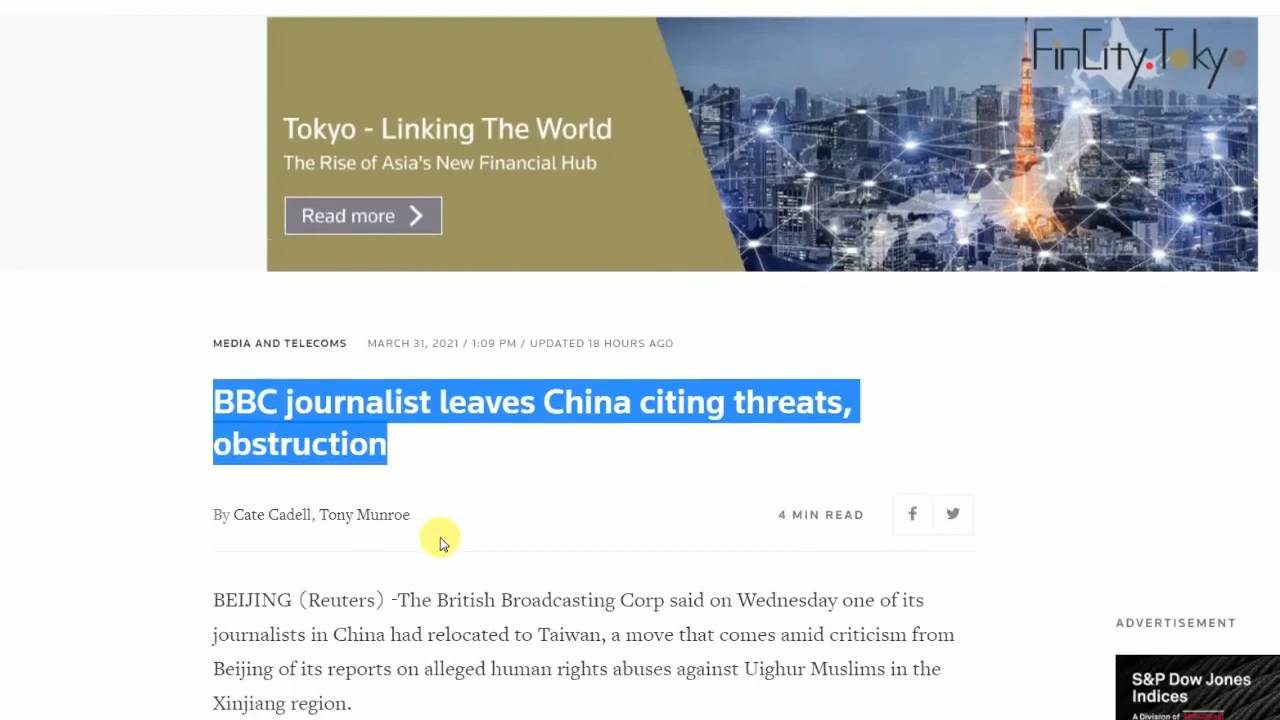 FinCity.Tokyo
Tokyo - Linking The World
The Rise of Asia's New Financial Hub
Read more
MEDIA AND TELECOMS MARCH 31, 2021 / 1:09 PM / UPDATED 18 HOURS AGO
BBC journalist leaves China citing threats,
obstruction
By Cate Cadell, Tony Munroe
4 MIN READ
BEIJING (Reuters) -The British Broadcasting Corp said on Wednesday one of its
journalists in China had relocated to Taiwan, a move that comes amid criticism from
Beijing of its reports on alleged human rights abuses against Uighur Muslims in the
Xinjiang region.
ADVERTISEMENT
S&P Dow Jones
Indices
A Division of